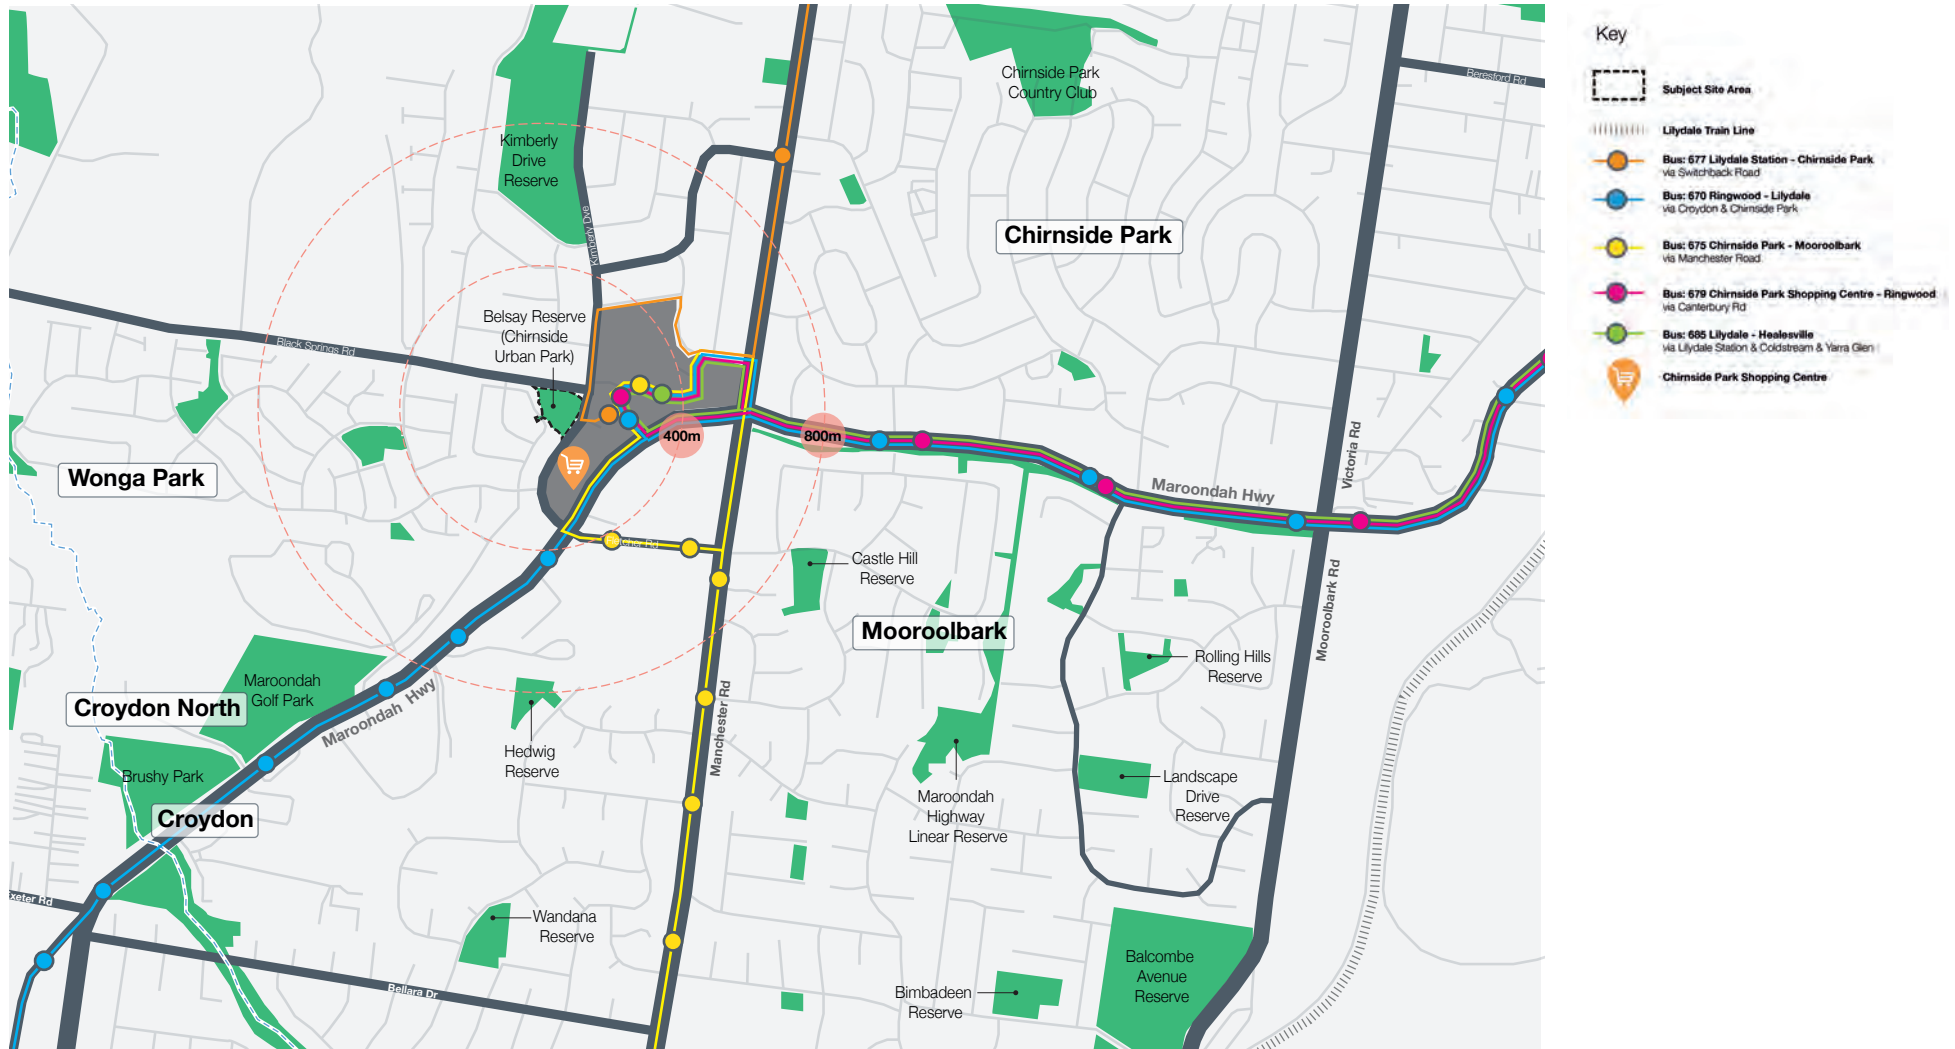 Chirnside Park
Country Club
Beresford Rd
Kimberly
Drive
Reserve
Kimberly Dve
Chirnside Park
Belsay Reserve
(Chirnside
Urban Park)
Black Springs Rd
400m
800m
Wonga Park
Maroondah Hwy
Victoria Rd
Fletcher Rd
Castle Hill
Reserve
Mooroolbark
Mooroolbark Rd
Rolling Hills
Reserve
Maroondah
Golf Park
Croydon North
Maroondah Hwy
Manchester Rd
Hedwig
Reserve
Brushy Park
Landscape
Drive
Reserve
Maroondah
Highway
Linear Reserve
Croydon
Exeter Rd
Wandana
Reserve
Balcombe
Avenue
Reserve
Bellara Dr
Bimbadeen
Reserve
Key
Subject Site Area
Lilydale Train Line
Bus: 677 Lilydale Station - Chirnside Park
via Switchback Road
Bus: 670 Ringwood - Lilydale
via Croydon & Chirnside Park
Bus: 675 Chirnside Park - Mooroolbark
via Manchester Road
Bus: 679 Chirnside Park Shopping Centre - Ringwood
via Canterbury Rd
Bus: 685 Lilydale - Healesville
via Lilydale Station & Coldstream & Yarra Glen
Chirnside Park Shopping Centre